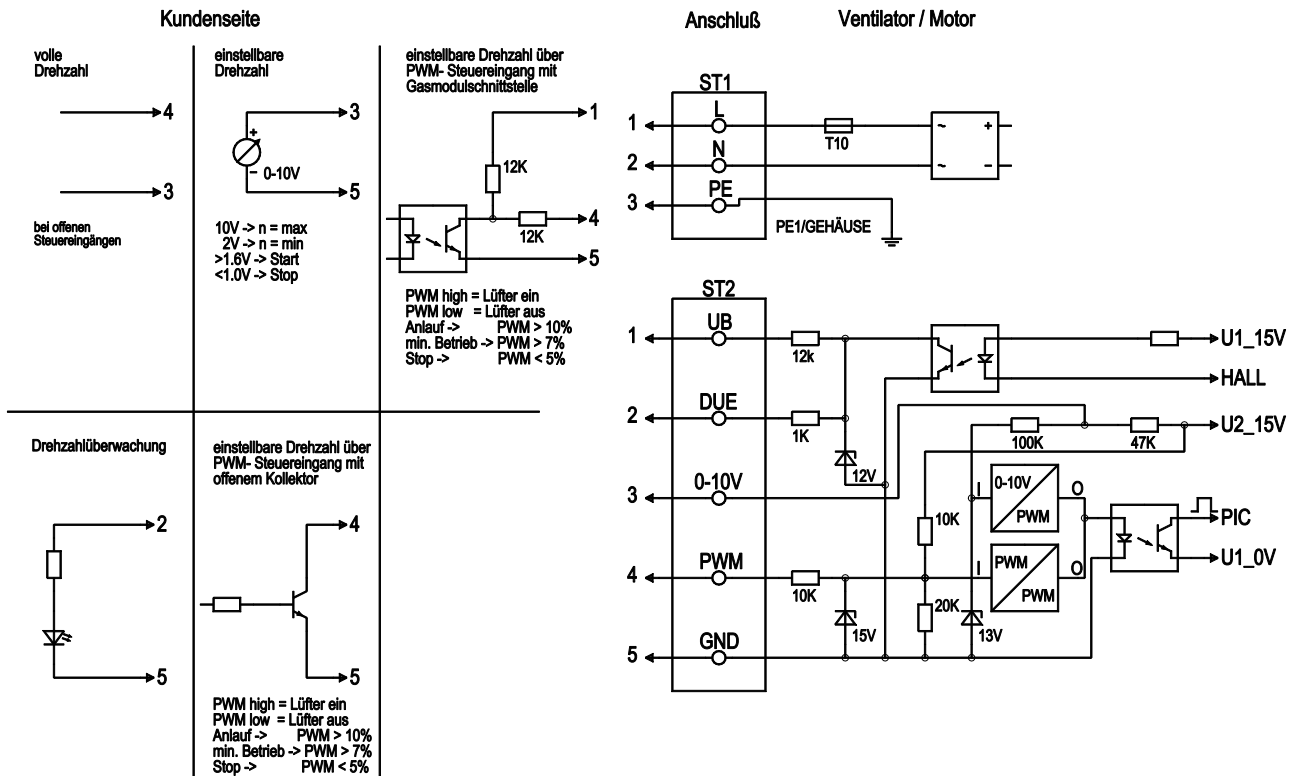 Kundenseite
Anschluß
Ventilator / Motor
volle
Drehzahl
4
3
bei offenen
Steuereingängen
einstellbare
Drehzahl
3
+
- 0-10V
5
10V -> n = max
2V -> n = min
>1.6V -> Start
<1.0V -> Stop
einstellbare Drehzahl über
PWM- Steuereingang mit
Gasmodulschnittstelle
1
12K
4
12K
5
PWM high = Lüfter ein
PWM low = Lüfter aus
Anlauf -> PWM > 10%
min. Betrieb -> PWM > 7%
Stop -> PWM < 5%
Drehzahlüberwachung
2
5
einstellbare Drehzahl über
PWM- Steuereingang mit
offenem Kollektor
4
5
PWM high = Lüfter ein
PWM low = Lüfter aus
Anlauf -> PWM > 10%
min. Betrieb -> PWM > 7%
Stop -> PWM < 5%
ST1
1 L
T10
~ +
2 N
~ -
3 PE
PE1/GEHÄUSE
ST2
1 UB
12k
U1_15V
HALL
2 DUE
1K
100K
47K
U2_15V
12V
3 0-10V
I 0-10V O
PWM
10K
PIC
U1_0V
4 PWM
10K
I PWM O
PWM
20K
15V
13V
5 GND